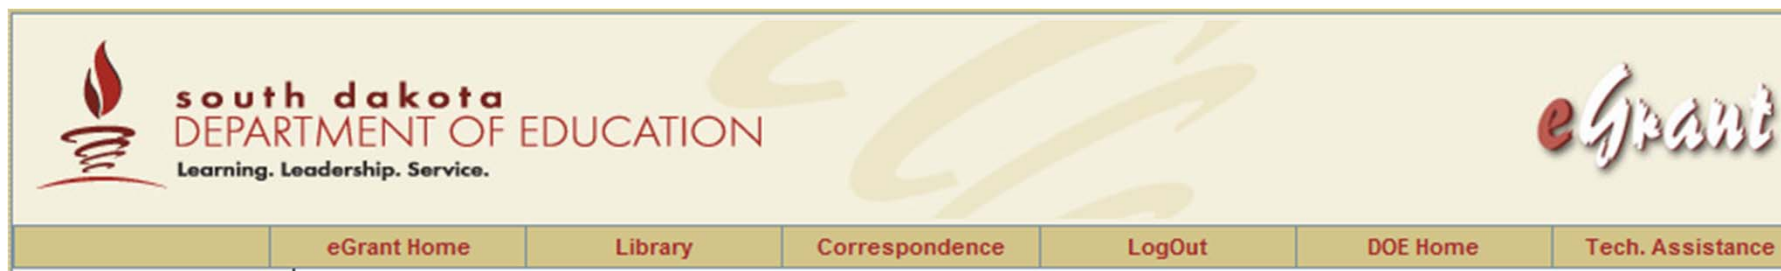 south dakota
DEPARTMENT OF EDUCATION
Learning. Leadership. Service.
eGrant
eGrant Home Library Correspondence LogOut DOE Home Tech. Assistance